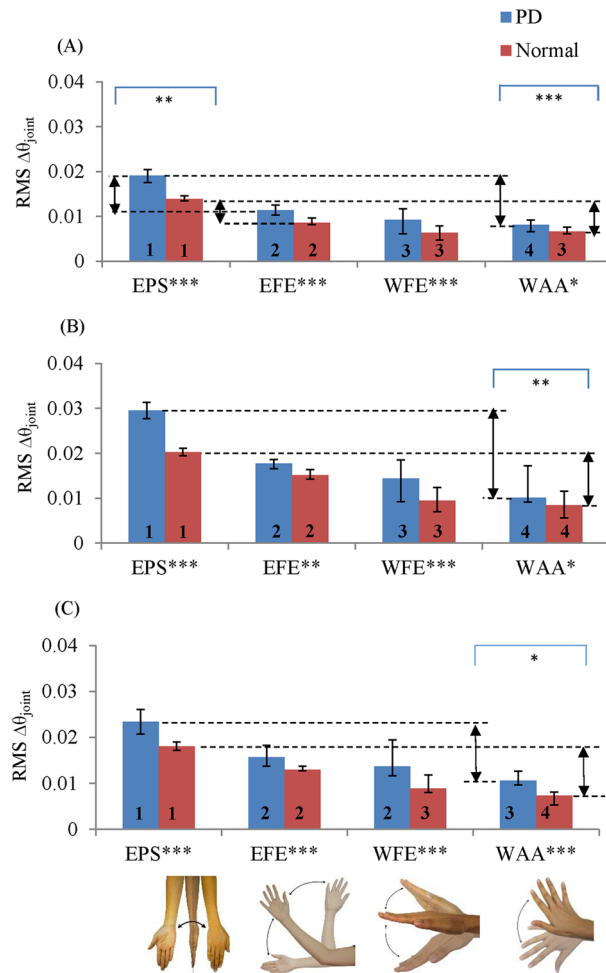 PD
Normal
(A)
RMS Δθjoint
0.04
0.03
0.02
0.01
0
**
***
1 1 2 2 3 3 4 3
EPS*** EFE*** WFE*** WAA*
(B)
RMS Δθjoint
0.04
0.03
0.02
0.01
0
**
1 1 2 2 3 3 4 4
EPS*** EFE** WFE*** WAA*
(C)
RMS Δθjoint
0.04
0.03
0.02
0.01
0
*
1 1 2 2 2 3 3 4
EPS*** EFE*** WFE*** WAA***